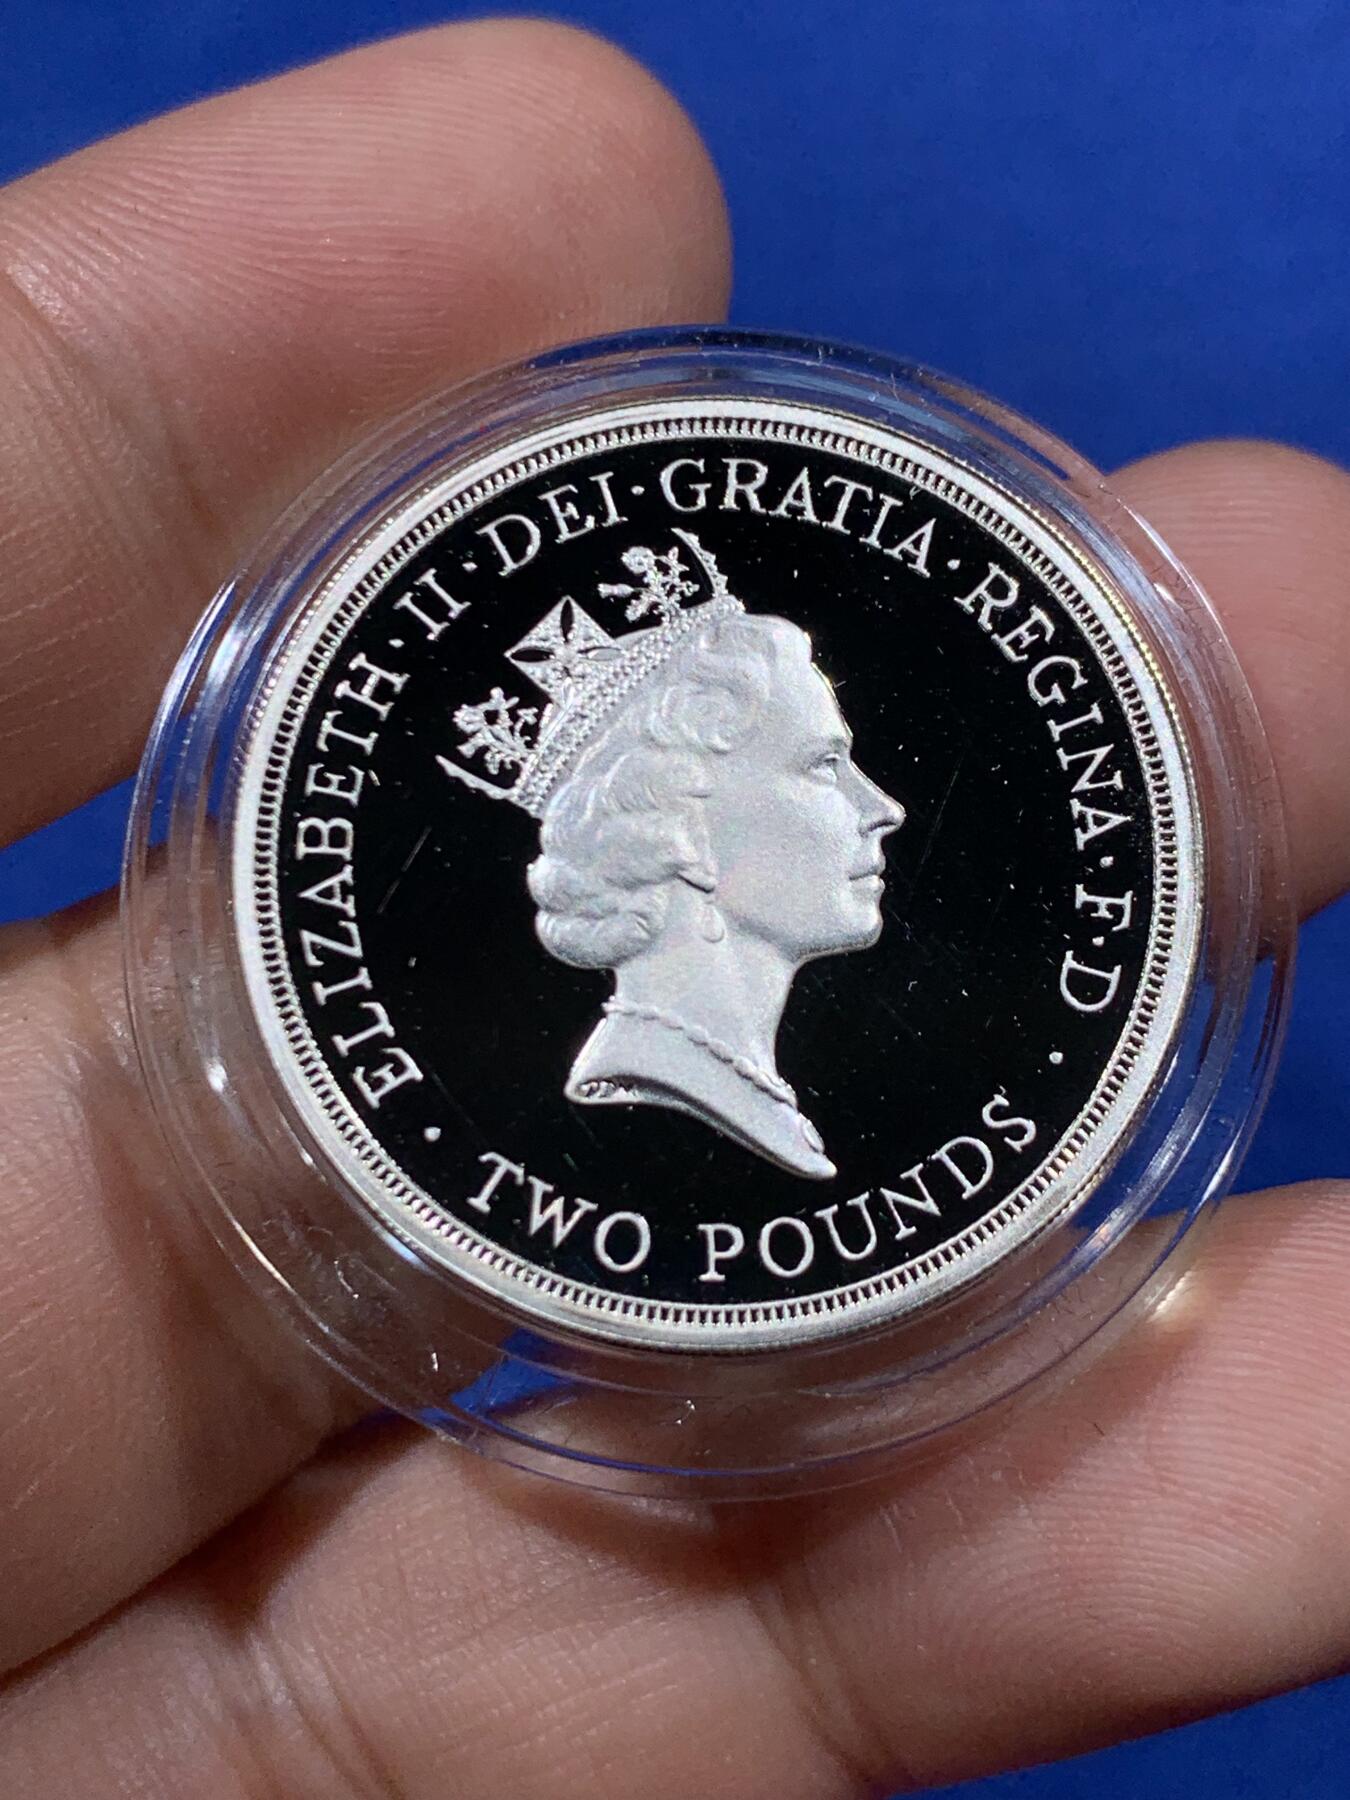 ELIZABETH·II·DEI·GRATIA·REGINA·F·D
·TWO POUNDS·